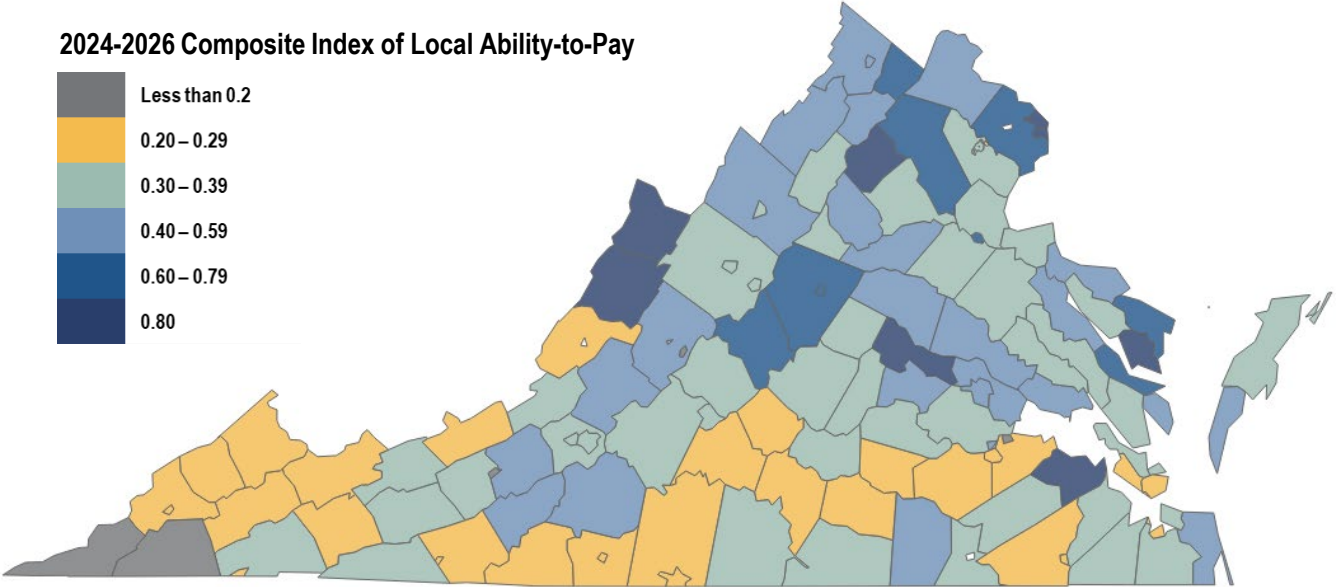 2024-2026 Composite Index of Local Ability-to-Pay
Less than 0.2
0.20 – 0.29
0.30 – 0.39
0.40 – 0.59
0.60 – 0.79
0.80